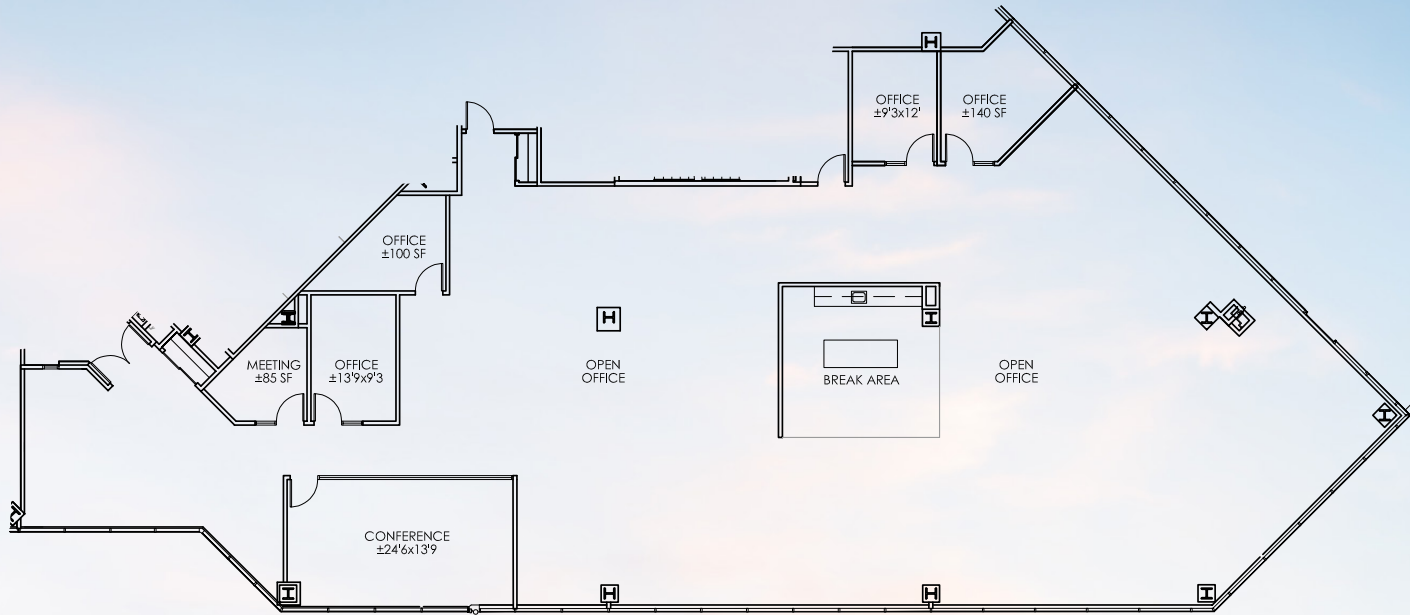 OFFICE
±9'3x12'
OFFICE
±140 SF
OFFICE
±100 SF
MEETING
±85 SF
OFFICE
±13'9x9'3
OPEN
OFFICE
BREAK AREA
OPEN
OFFICE
CONFERENCE
±24'6x13'9